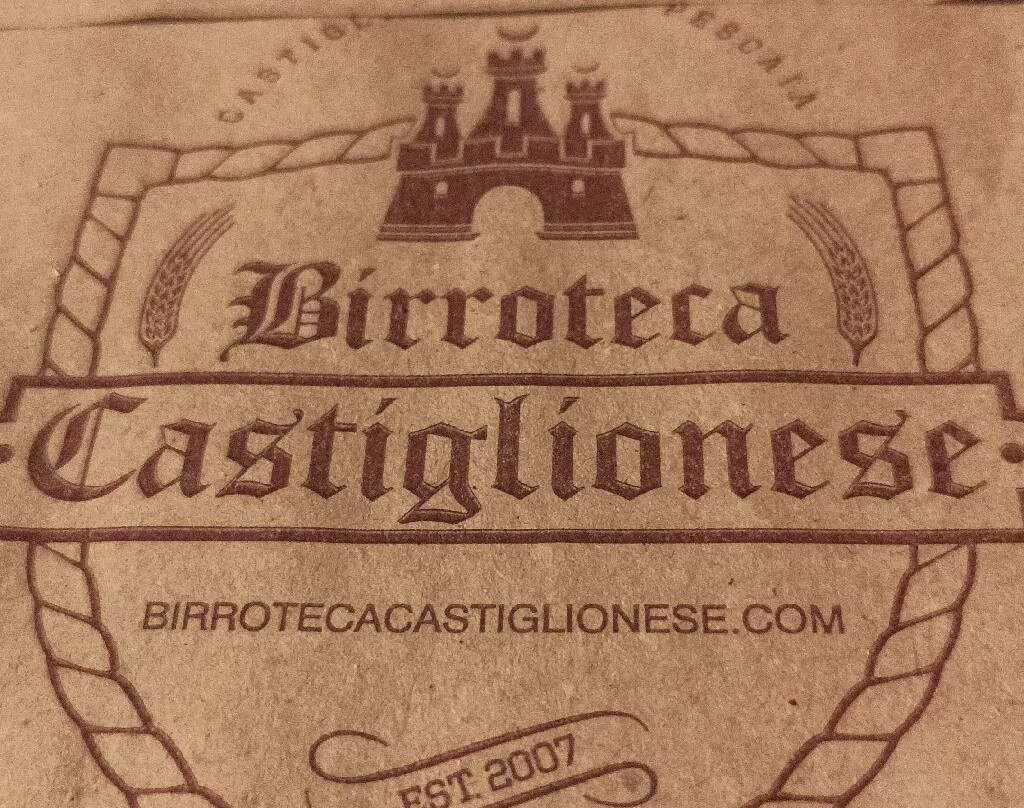 PESCAIA
Birroteca
Castiglionese
BIRROTECACASTIGLIONESE.COM
EST. 2007